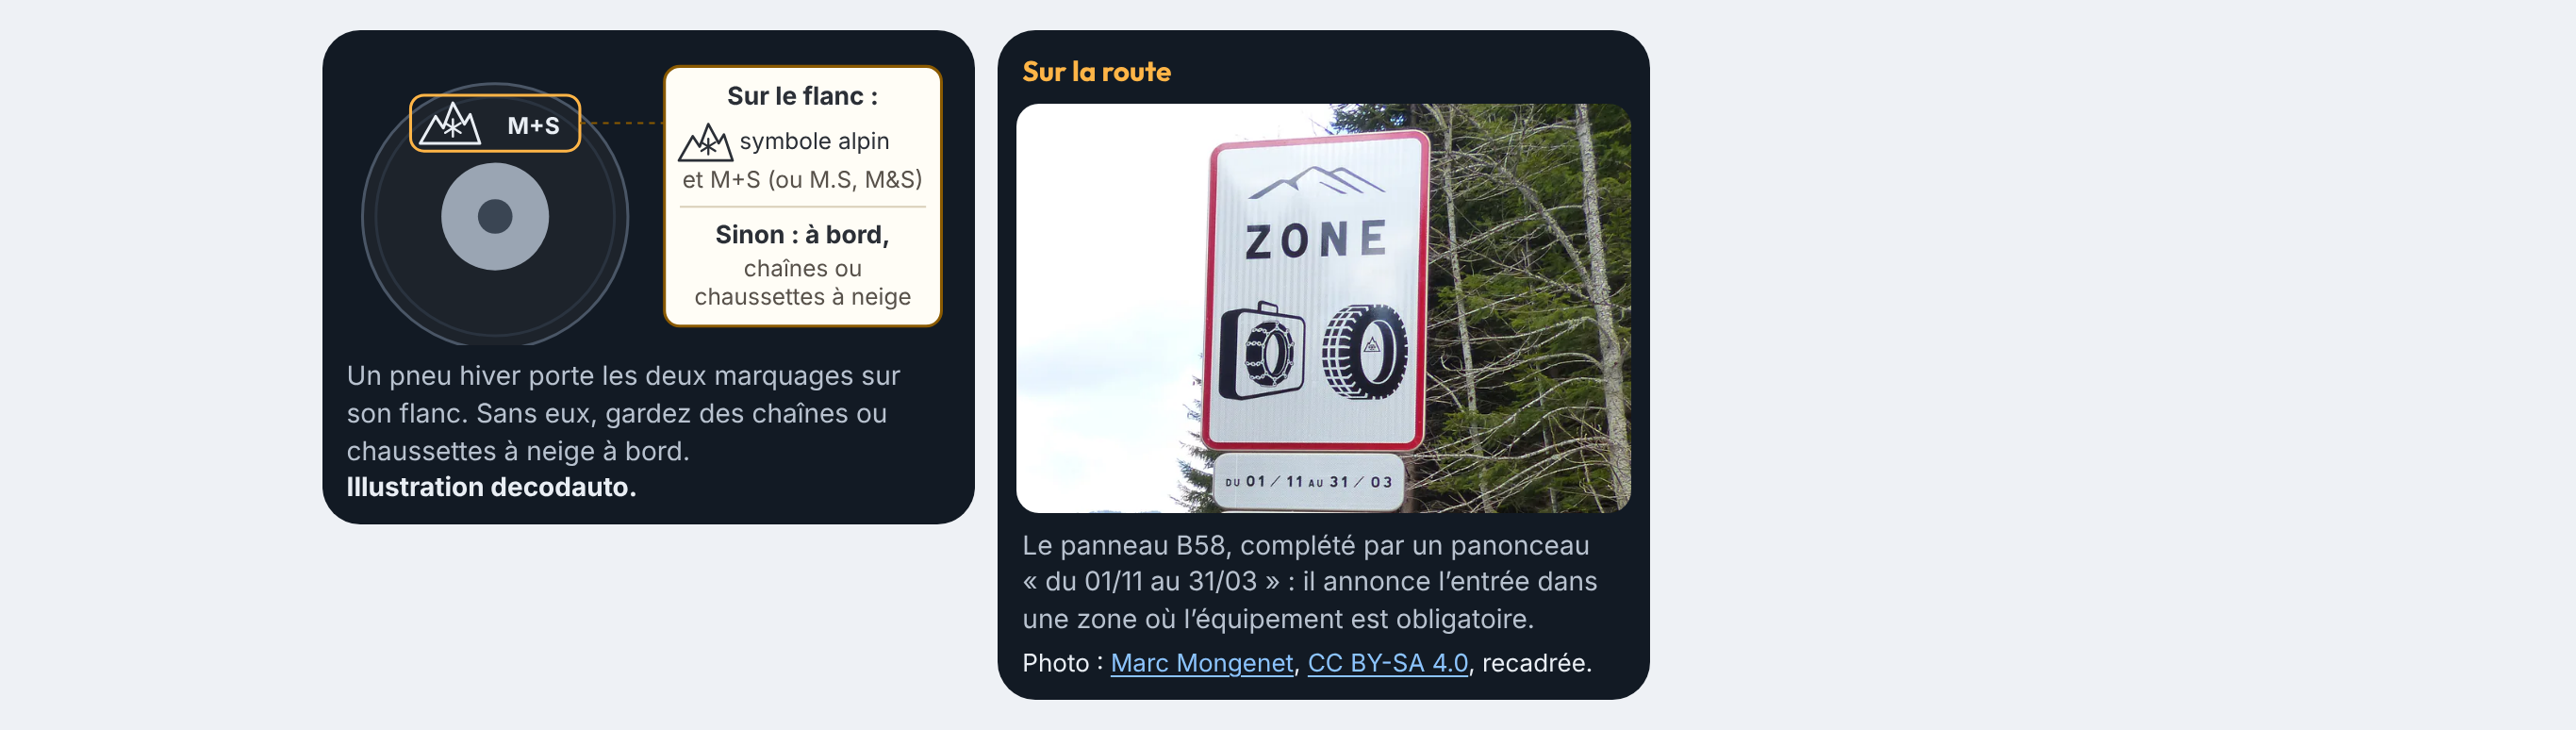 M+S
Sur le flanc :
symbole alpin
et M+S (ou M.S, M&S)
Sinon : à bord,
chaînes ou
chaussettes à neige
Un pneu hiver porte les deux marquages sur
son flanc. Sans eux, gardez des chaînes ou
chaussettes à neige à bord.
Illustration decodauto.
Sur la route
ZONE
DU 01 / 11 AU 31 / 03
Le panneau B58, complété par un panonceau
« du 01/11 au 31/03 » : il annonce l’entrée dans
une zone où l’équipement est obligatoire.
Photo : Marc Mongenet, CC BY-SA 4.0, recadrée.